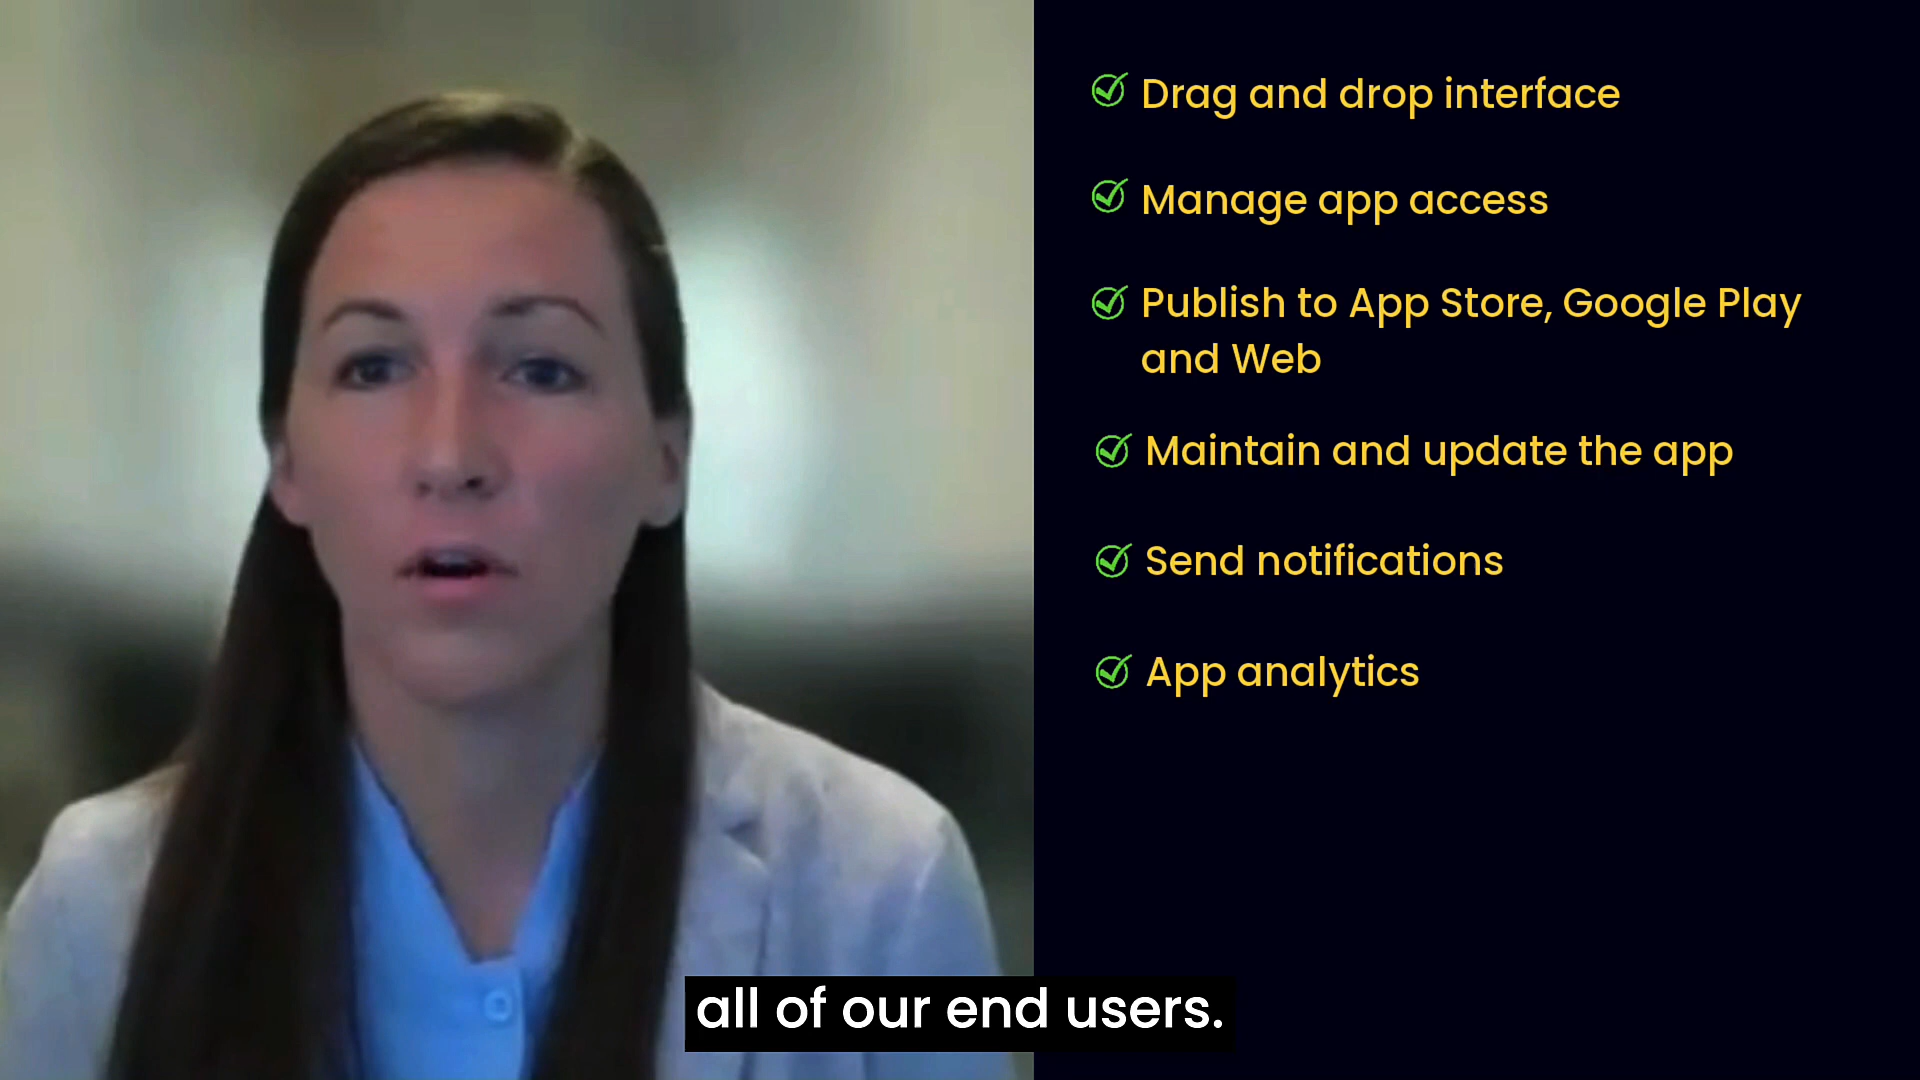 Drag and drop interface
Manage app access
Publish to App Store, Google Play
and Web
Maintain and update the app
Send notifications
App analytics
all of our end users.